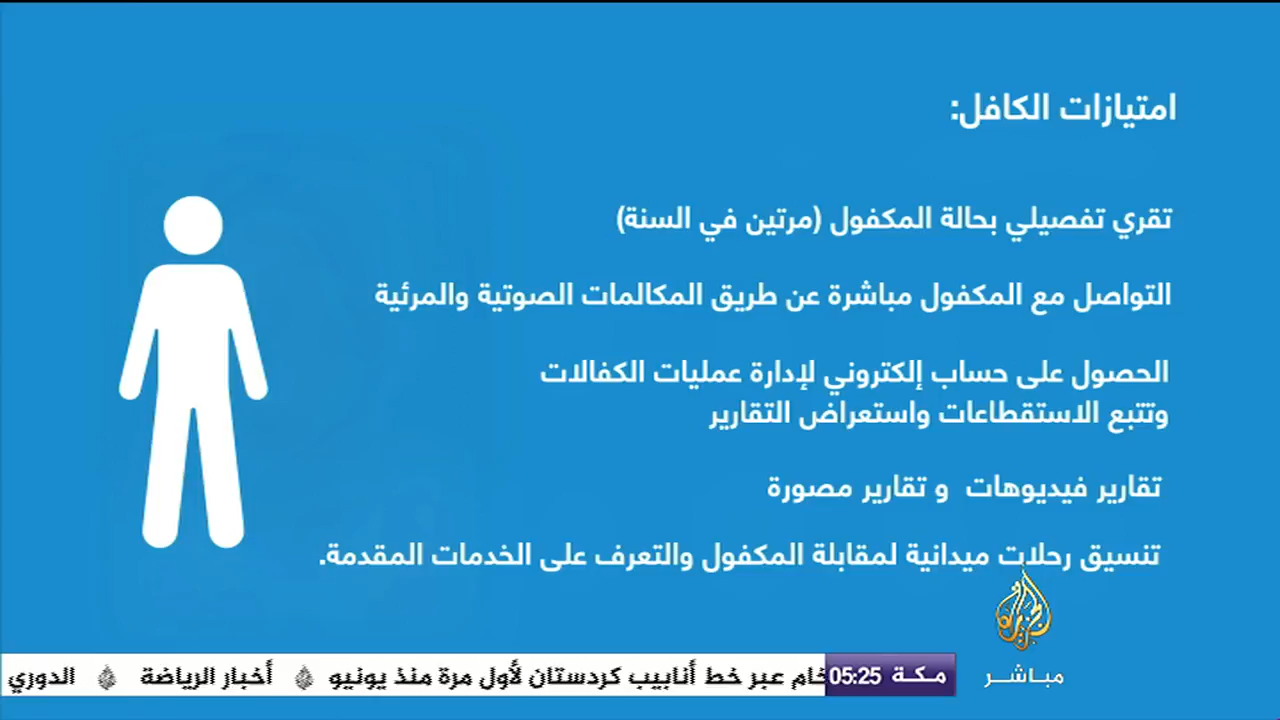 امتيازات الكافل:
تقري تفصيلي بحالة المكفول (مرتين في السنة)
التواصل مع المكفول مباشرة عن طريق المكالمات الصوتية والمرئية
الحصول على حساب إلكتروني لإدارة عمليات الكفالات
وتتبع الاستقطاعات واستعراض التقارير
تقارير فيديوهات و تقارير مصورة
تنسيق رحلات ميدانية لمقابلة المكفول والتعرف على الخدمات المقدمة.
الجزيرة
مباشر
مكة 05:25
خام عبر خط أنابيب كردستان لأول مرة منذ يونيو أخبار الرياضة الدوري